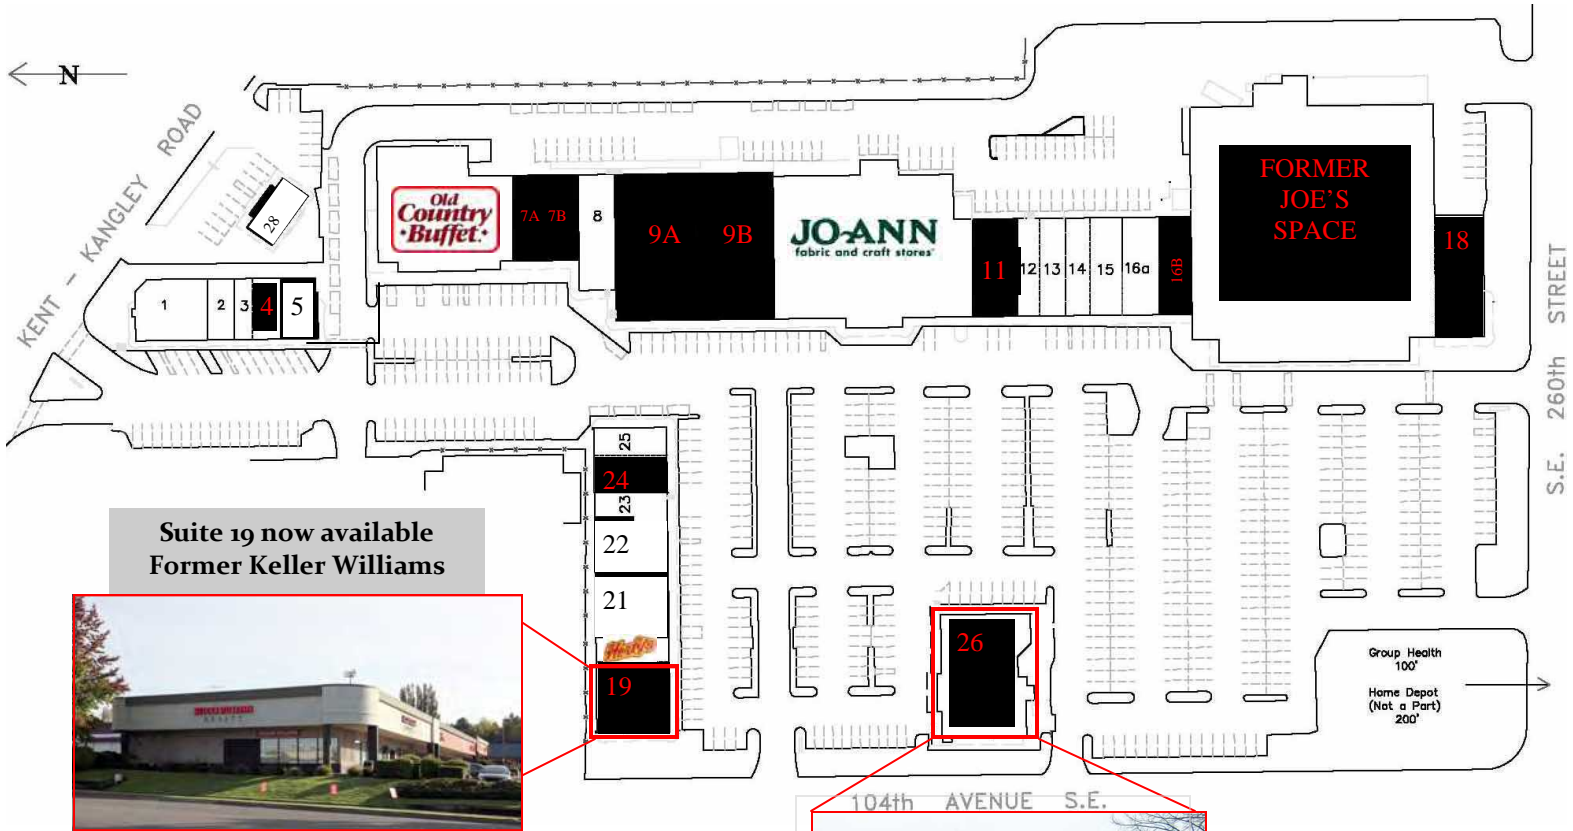 N
KENT - KANGLEY ROAD
28
1
2
3
4
5
Old
Country
Buffet
7A 7B
8
9A 9B
JO-ANN
fabric and craft stores
11
12
13
14
15
16a
16B
FORMER
JOE'S
SPACE
18
S.E. 260th STREET
25
24
23
22
21
19
26
Suite 19 now available
Former Keller Williams
Group Health
100'
Home Depot
(Not a Part)
200'
104th AVENUE S.E.